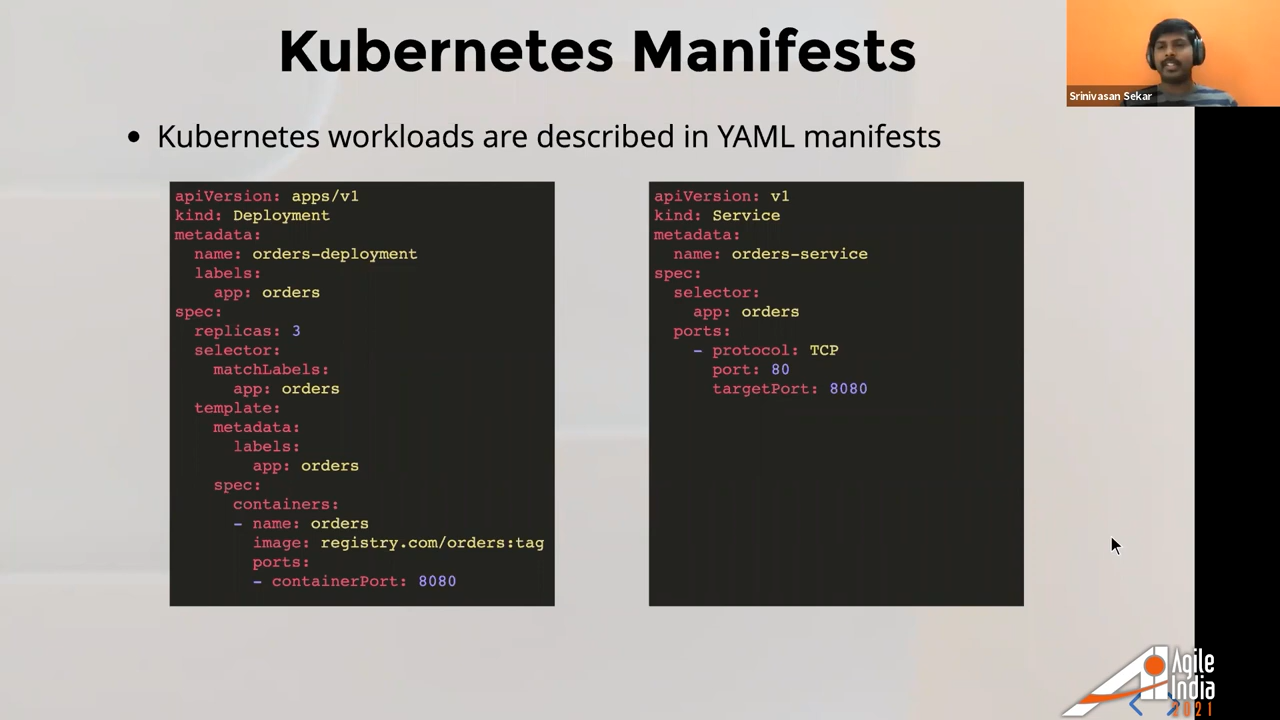 Kubernetes Manifests
Srinivasan Sekar
• Kubernetes workloads are described in YAML manifests
apiVersion: apps/v1
kind: Deployment
metadata:
  name: orders-deployment
  labels:
    app: orders
spec:
  replicas: 3
  selector:
    matchLabels:
      app: orders
  template:
    metadata:
      labels:
        app: orders
    spec:
      containers:
      - name: orders
        image: registry.com/orders:tag
        ports:
        - containerPort: 8080
apiVersion: v1
kind: Service
metadata:
  name: orders-service
spec:
  selector:
    app: orders
  ports:
    - protocol: TCP
      port: 80
      targetPort: 8080
Agile
India
2021